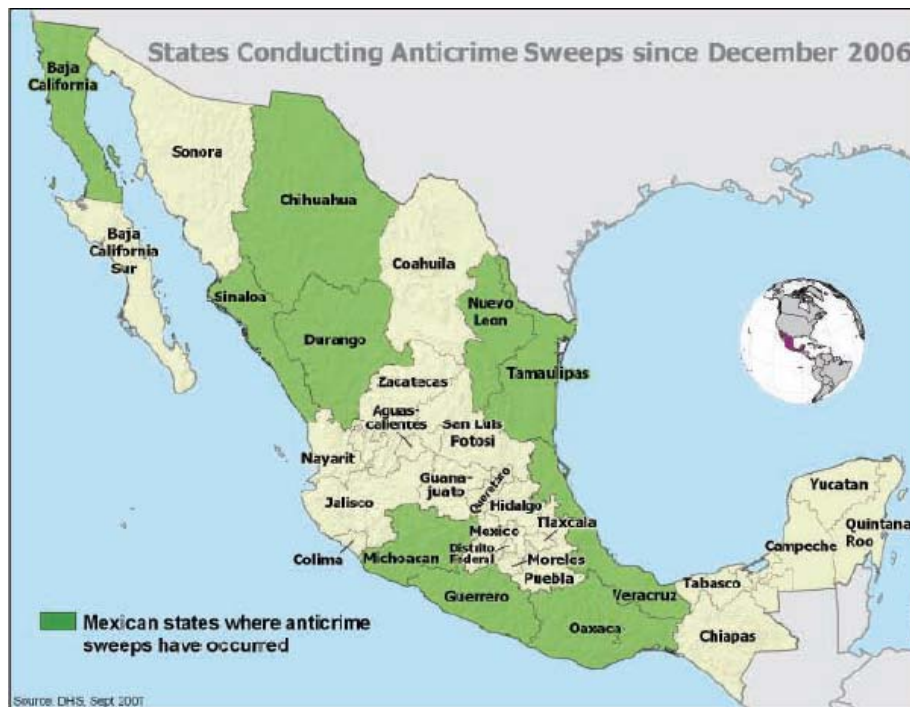 States Conducting Anticrime Sweeps since December 2006
Baja
California
Sonora
Chihuahua
Baja
California
Sur
Coahuila
Sinaloa
Nuevo
Leon
Durango
Tamaulipas
Zacatecas
Aguas-
calientes
San Luis
Fotosi
Nayarit
Guana-
juato
Queretaro
Jalisco
Hidalgo
Tlaxcala
Mexico
Colima
Michoacan
Distrito
Federal
Moreles
Puebla
Guerrero
Veracruz
Oaxaca
Yucatan
Quintana
Roo
Campeche
Tabasco
Chiapas
Mexican states where anticrime
sweeps have occurred
Source: DHS, Sept 2007